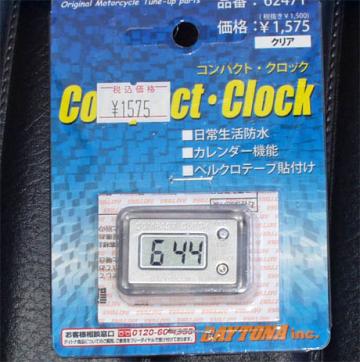 Original Motorcycle Tune-up parts
品番：62471
(税抜き￥1,500)
価格：￥1,575
クリア
コンパクト・クロック
Compact・Clock
税込価格
¥1575
■日常生活防水
■カレンダー機能
■ベルクロテープ貼付け
6 44
お客様相談窓口
0120-60-4955
DAYTONA inc.